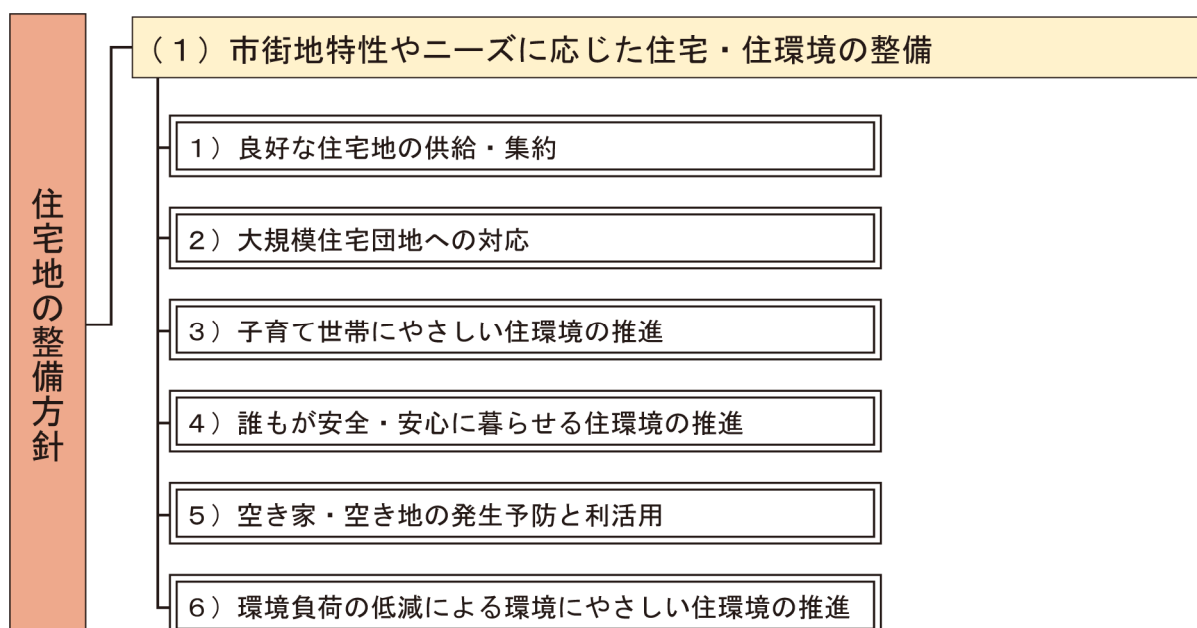 住宅地の整備方針
（１）市街地特性やニーズに応じた住宅・住環境の整備
１）良好な住宅地の供給・集約
２）大規模住宅団地への対応
３）子育て世帯にやさしい住環境の推進
４）誰もが安全・安心に暮らせる住環境の推進
５）空き家・空き地の発生予防と利活用
６）環境負荷の低減による環境にやさしい住環境の推進